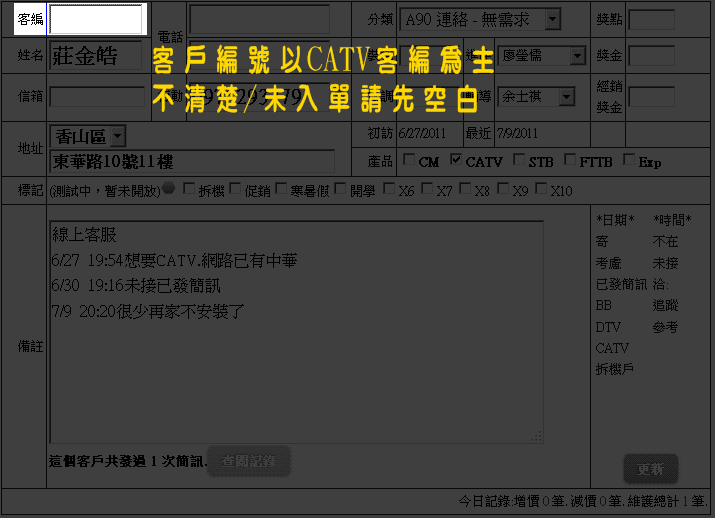 客編 電話 分類 A90 連絡 - 無需求 獎點
客戶編號以CATV客編為主
姓名 莊金皓 廖瑩儒 獎金
不清楚/未入單請先空白
信箱 余士祺 經銷獎金
地址 香山區 初訪 6/27/2011 最近 7/9/2011
東華路10號11樓 產品 CM CATV STB FTTB Exp
標記 (測試中，暫未開放) 拆機 促銷 寒暑假 開學 X6 X7 X8 X9 X10
備註
線上客服
6/27 19:54想要CATV.網路已有中華
6/30 19:16未接已發簡訊
7/9 20:20很少再家不安裝了
*日期* *時間*
寄 不在
考慮 未接
已發簡訊 洽:
BB 追蹤
DTV 參考
CATV
拆機戶
這個客戶共發過 1 次簡訊. 查閱記錄
更新
今日記錄:增價 0 筆. 減價 0 筆. 維護總計 1 筆.